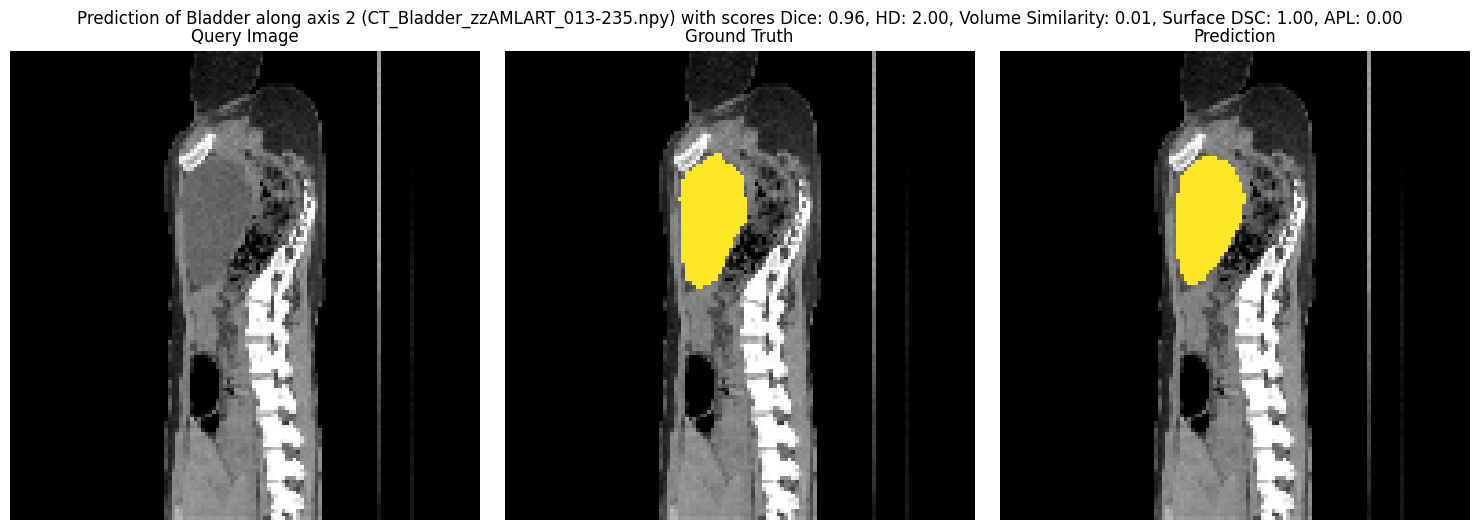 Prediction of Bladder along axis 2 (CT_Bladder_zzAMLART_013-235.npy) with scores Dice: 0.96, HD: 2.00, Volume Similarity: 0.01, Surface DSC: 1.00, APL: 0.00
Query Image
Ground Truth
Prediction